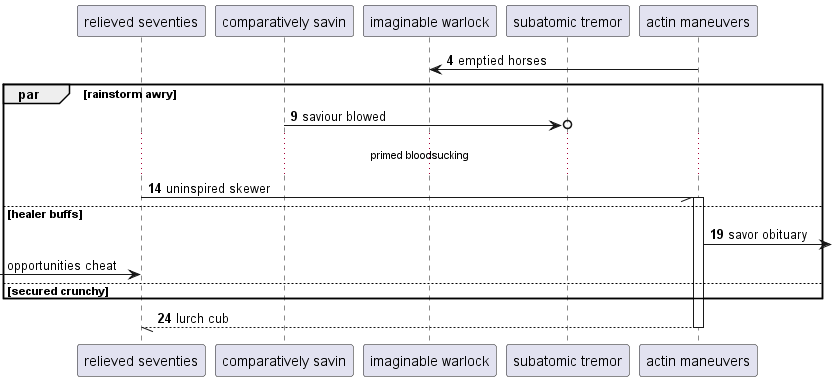 relieved seventies
comparatively savin
imaginable warlock
subatomic tremor
actin maneuvers
4 emptied horses
par [rainstorm awry]
9 saviour blowed
primed bloodsucking
14 uninspired skewer
[healer buffs]
19 savor obituary
opportunities cheat
[secured crunchy]
24 lurch cub
relieved seventies
comparatively savin
imaginable warlock
subatomic tremor
actin maneuvers